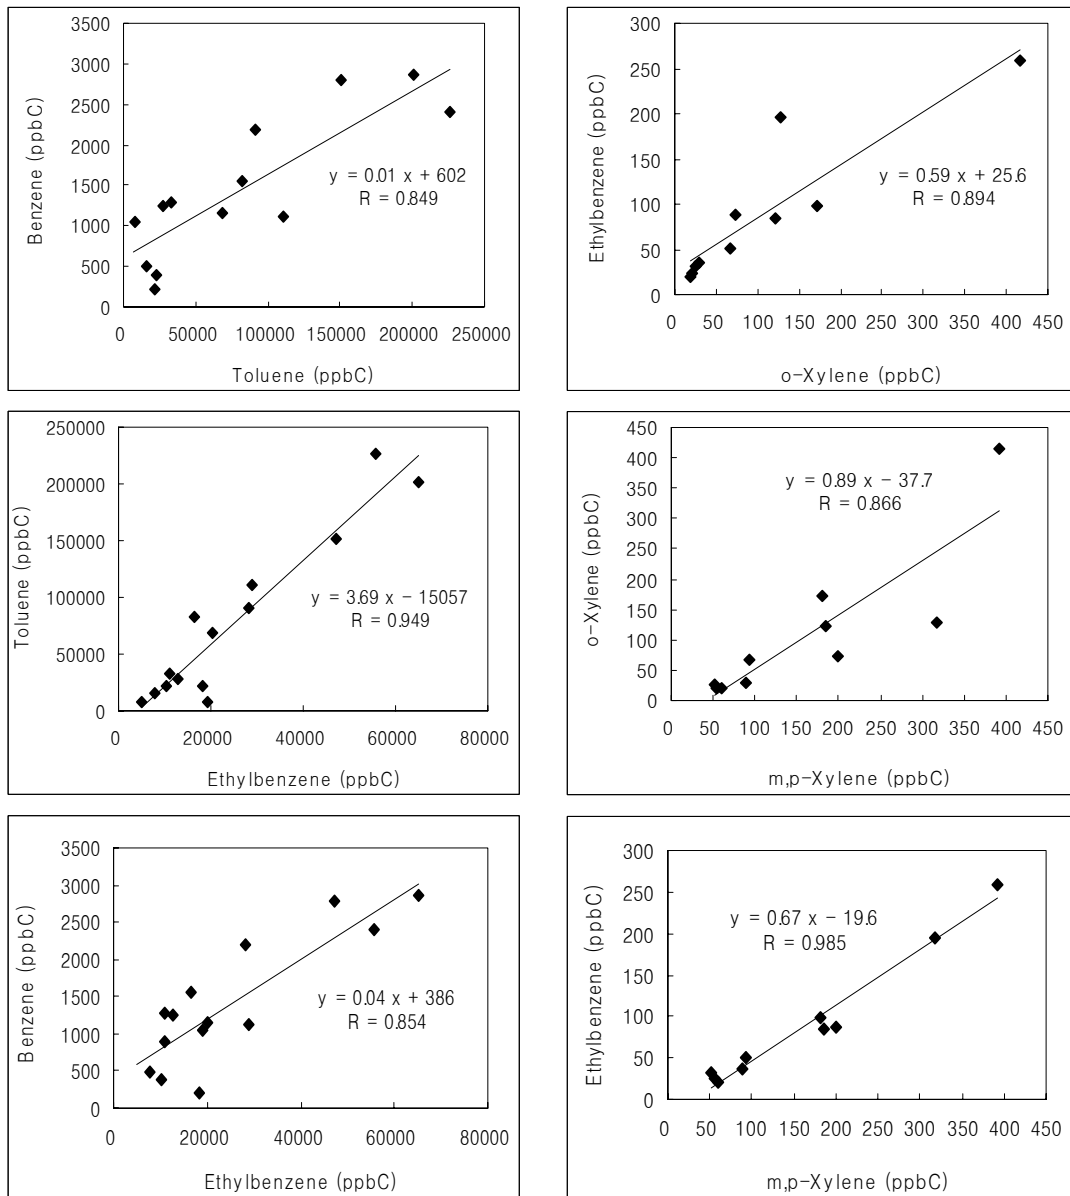 3500
3000
2500
2000
1500
1000
500
0
Benzene (ppbC)
y = 0.01 x + 602
R = 0.849
0 50000 100000 150000 200000 250000
Toluene (ppbC)
300
250
200
150
100
50
0
Ethylbenzene (ppbC)
y = 0.59 x + 25.6
R = 0.894
0 50 100 150 200 250 300 350 400 450
o-Xylene (ppbC)
250000
200000
150000
100000
50000
0
Toluene (ppbC)
y = 3.69 x - 15057
R = 0.949
0 20000 40000 60000 80000
Ethylbenzene (ppbC)
450
400
350
300
250
200
150
100
50
0
o-Xylene (ppbC)
y = 0.89 x - 37.7
R = 0.866
0 50 100 150 200 250 300 350 400 450
m,p-Xylene (ppbC)
3500
3000
2500
2000
1500
1000
500
0
Benzene (ppbC)
y = 0.04 x + 386
R = 0.854
0 20000 40000 60000 80000
Ethylbenzene (ppbC)
300
250
200
150
100
50
0
Ethylbenzene (ppbC)
y = 0.67 x - 19.6
R = 0.985
0 50 100 150 200 250 300 350 400 450
m,p-Xylene (ppbC)